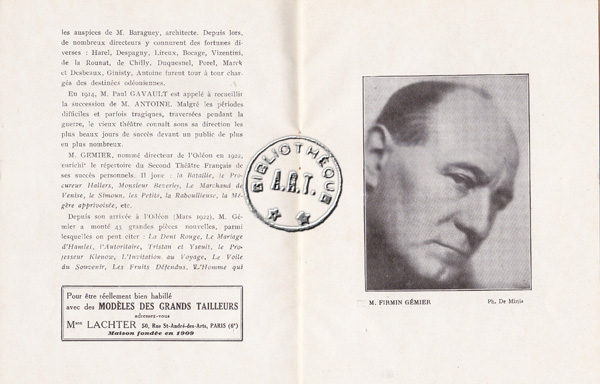 les auspices de M. Baraguey, architecte. Depuis lors,
de nombreux directeurs y connurent des fortunes di-
verses : Harel, Despagny, Lireux, Bocage, Vizentini,
de la Rounat, de Chilly, Duquesnel, Porel, Marck
et Desbeaux, Ginisty, Antoine furent tour à tour char-
gés des destinées odéoniennes.
En 1914, M. Paul GAVAULT est appelé à recueillir
la succession de M. ANTOINE. Malgré les périodes
difficiles et parfois tragiques, traversées pendant la
guerre, le vieux théâtre connaît sous sa direction les
plus beaux jours de succès devant un public de plus
en plus nombreux.
M. GEMIER, nommé directeur de l'Odéon en 1922,
enrichit le répertoire du Second Théâtre Français de
ses succès personnels. Il joue : la Bataille, le Pro-
cureur Hallers, Monsieur Beverley, Le Marchand de
Venise, le Simoun, les Petits, la Rabouilleuse, la Mé-
gère apprivoisée, etc.
Depuis son arrivée à l'Odéon (Mars 1922), M. Gé-
mier a monté 43 grandes pièces nouvelles, parmi
lesquelles on peut citer : La Dent Rouge, Le Mariage
d'Hamlet, l'Autoritaire, Tristan et Yseult, le Pro-
fesseur Klenow, L'Invitation au Voyage, Le Voile
du Souvenir, Les Fruits Défendus, L'Homme qui
Pour être réellement bien habillé
avec des MODÈLES DES GRANDS TAILLEURS
adressez-vous
Mson LACHTER 50, Rue St-André-des-Arts, PARIS (6e)
Maison fondée en 1909
BIBLIOTHÈQUE
A.R.T.
M. FIRMIN GÉMIER
Ph. De Miris